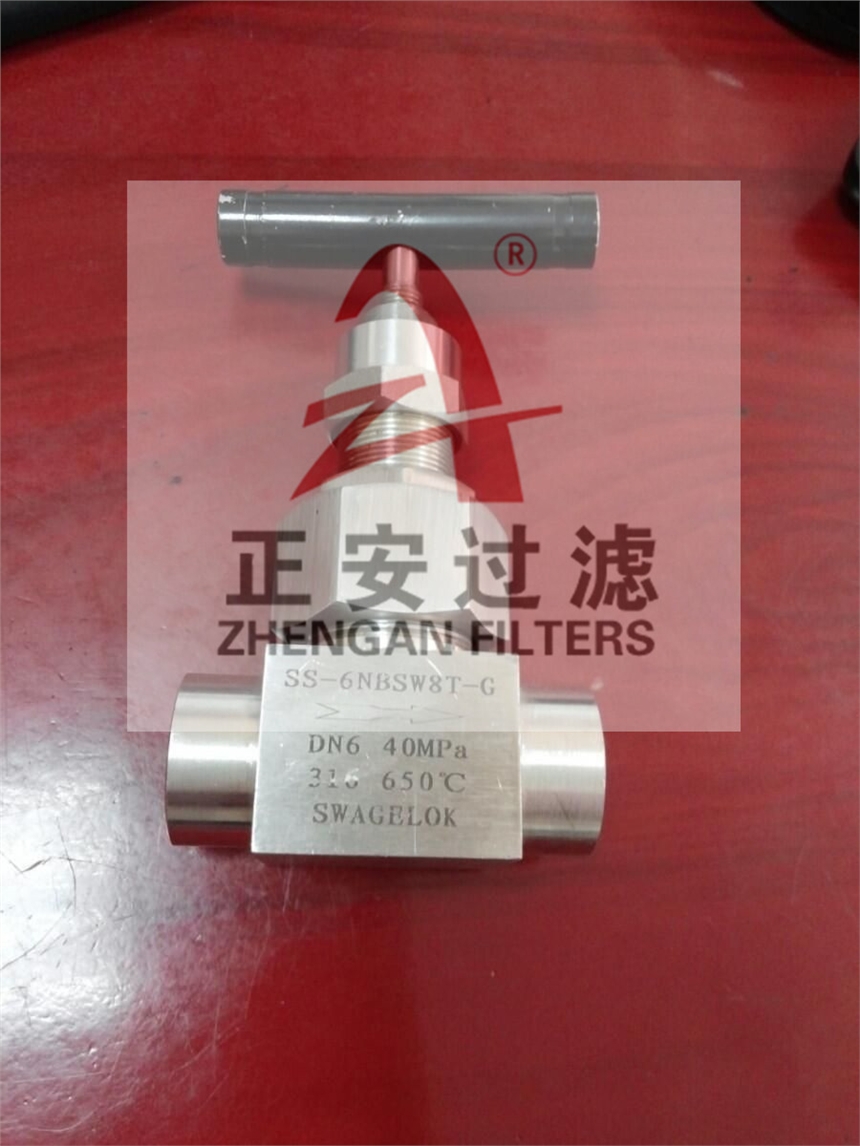 ®
正安过滤
ZHENGAN FILTERS
SS-6NBSW8T-G
DN6 40MPa
316 650℃
SWAGELOK